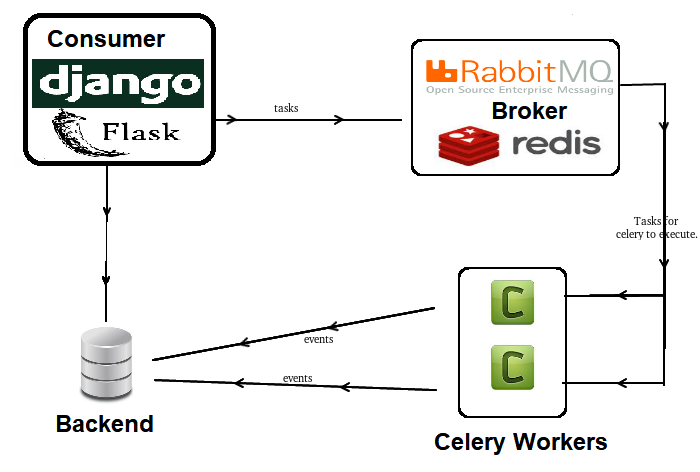 Consumer
django
Flask
tasks
RabbitMQ
Open Source Enterprise Messaging
Broker
redis
Tasks for
celery to execute.
C
events
C
events
Backend
Celery Workers